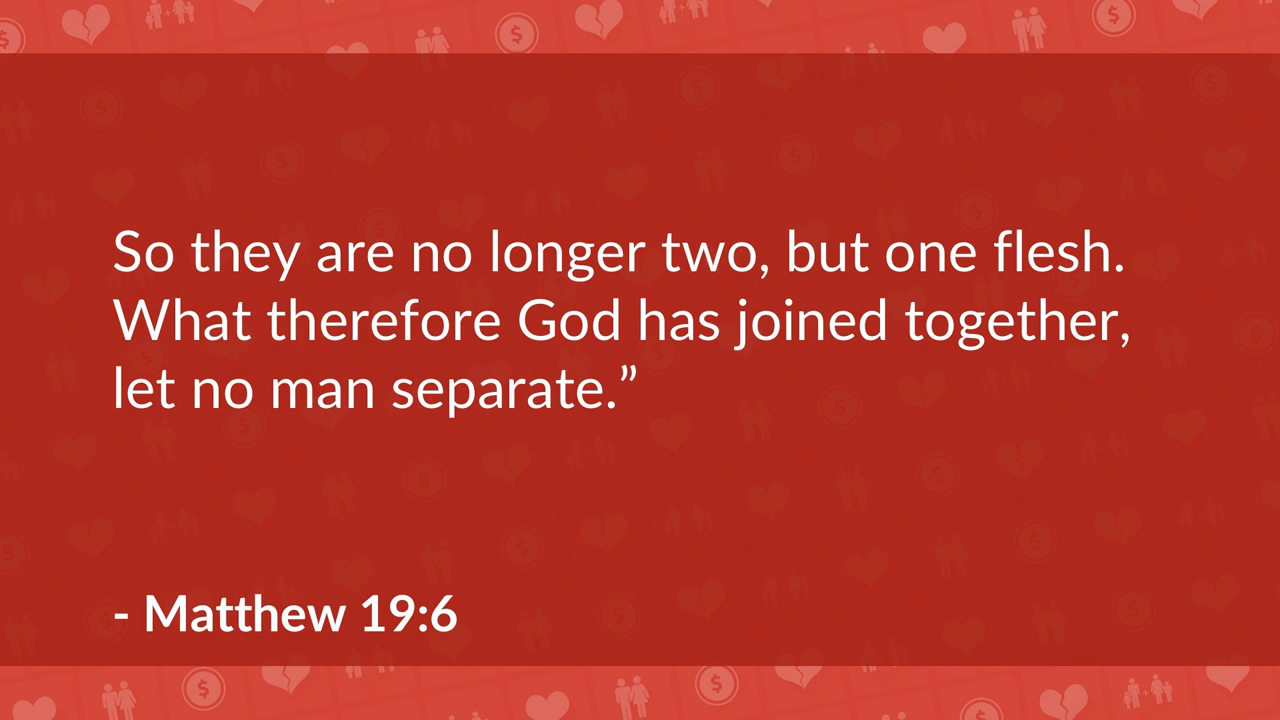 So they are no longer two, but one flesh.
What therefore God has joined together,
let no man separate.”
- Matthew 19:6